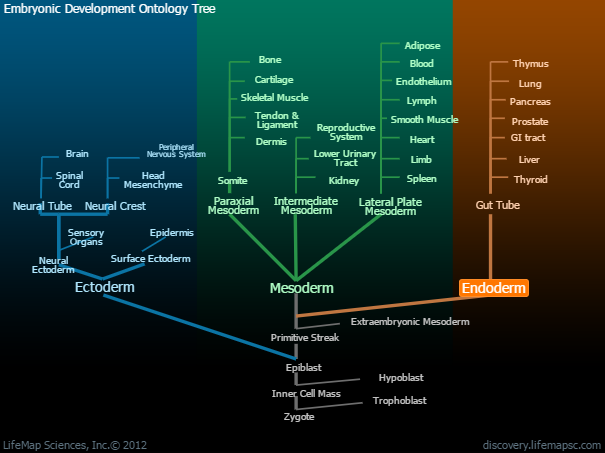 Embryonic Development Ontology Tree
Brain
Spinal
Cord
Neural Tube
Peripheral
Nervous System
Head
Mesenchyme
Neural Crest
Sensory
Organs
Neural
Ectoderm
Epidermis
Surface Ectoderm
Ectoderm
Bone
Cartilage
Skeletal Muscle
Tendon &
Ligament
Dermis
Somite
Paraxial
Mesoderm
Reproductive
System
Lower Urinary
Tract
Kidney
Intermediate
Mesoderm
Adipose
Blood
Endothelium
Lymph
Smooth Muscle
Heart
Limb
Spleen
Lateral Plate
Mesoderm
Mesoderm
Thymus
Lung
Pancreas
Prostate
GI tract
Liver
Thyroid
Gut Tube
Endoderm
Extraembryonic Mesoderm
Primitive Streak
Epiblast
Hypoblast
Inner Cell Mass
Trophoblast
Zygote
LifeMap Sciences, Inc.© 2012
discovery.lifemapsc.com